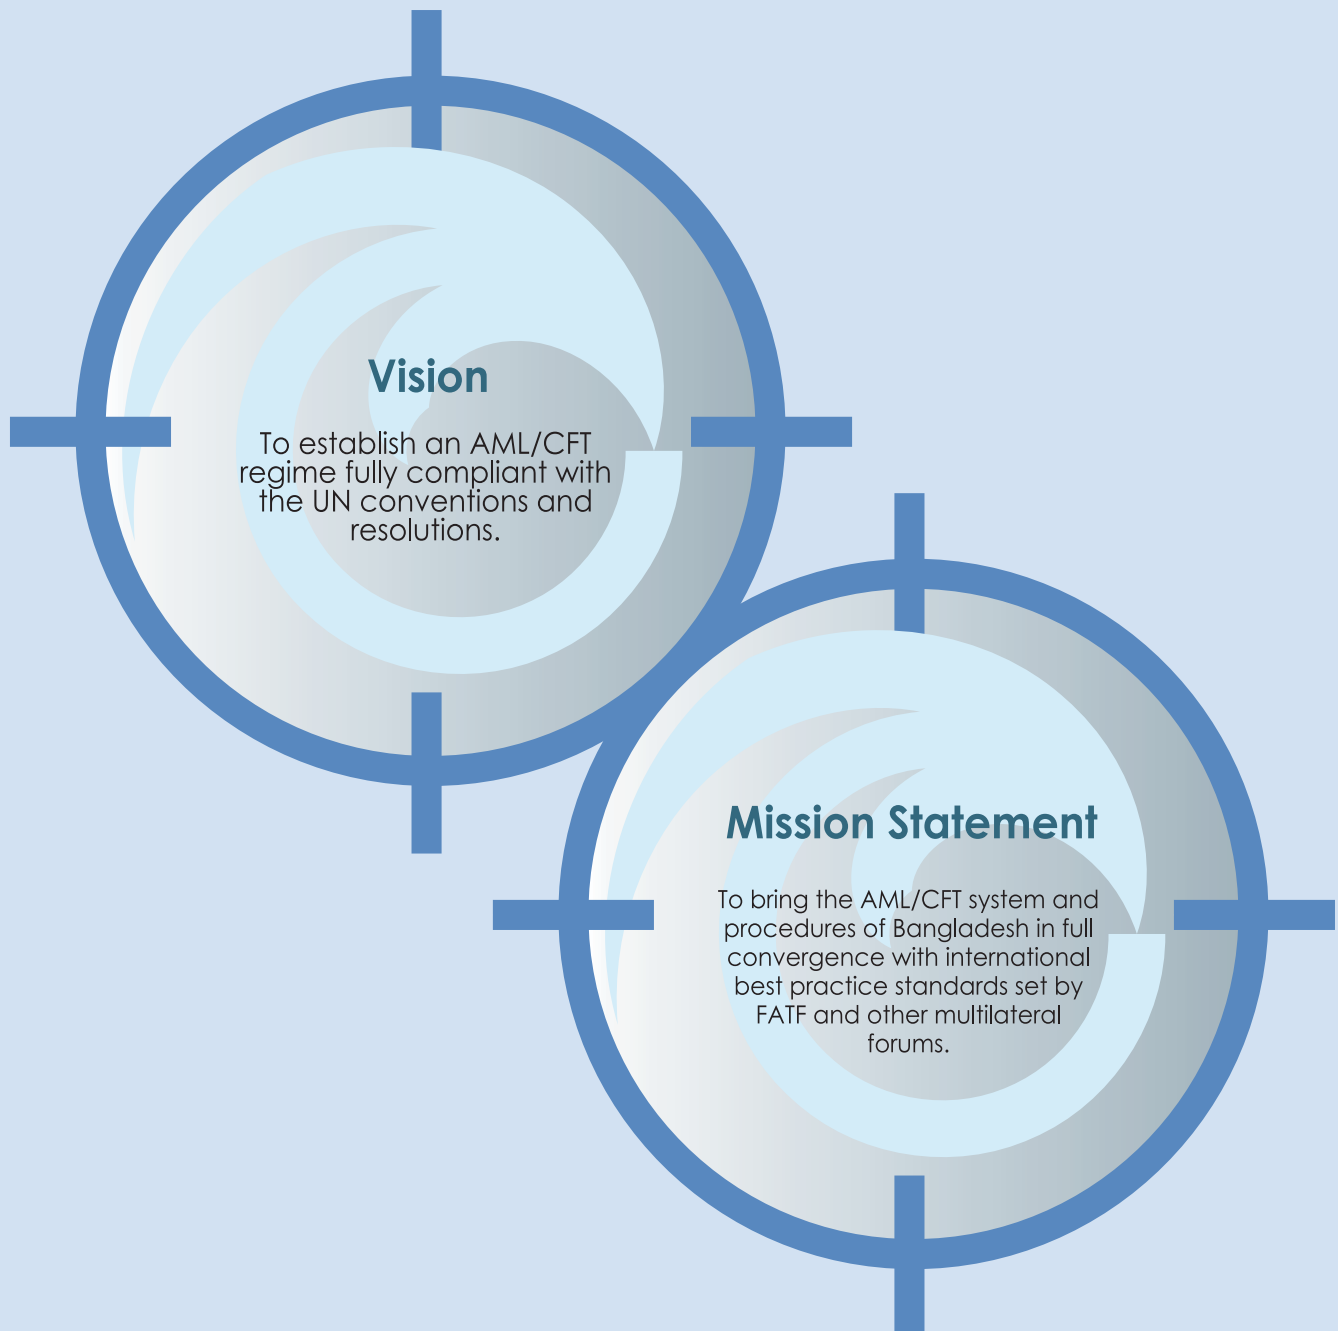 Vision
To establish an AML/CFT
regime fully compliant with
the UN conventions and
resolutions.
Mission Statement
To bring the AML/CFT system and
procedures of Bangladesh in full
convergence with international
best practice standards set by
FATF and other multilateral
forums.